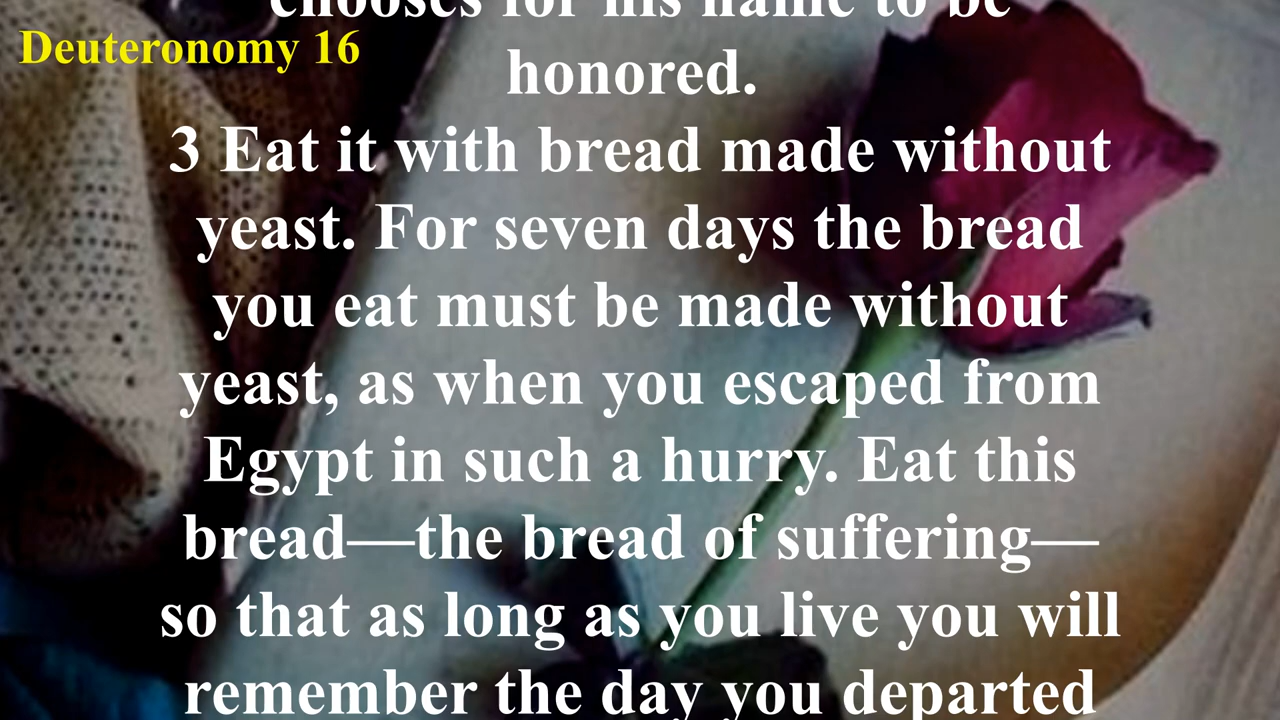 chooses for his name to be
Deuteronomy 16
honored.
3 Eat it with bread made without
yeast. For seven days the bread
you eat must be made without
yeast, as when you escaped from
Egypt in such a hurry. Eat this
bread—the bread of suffering—
so that as long as you live you will
remember the day you departed